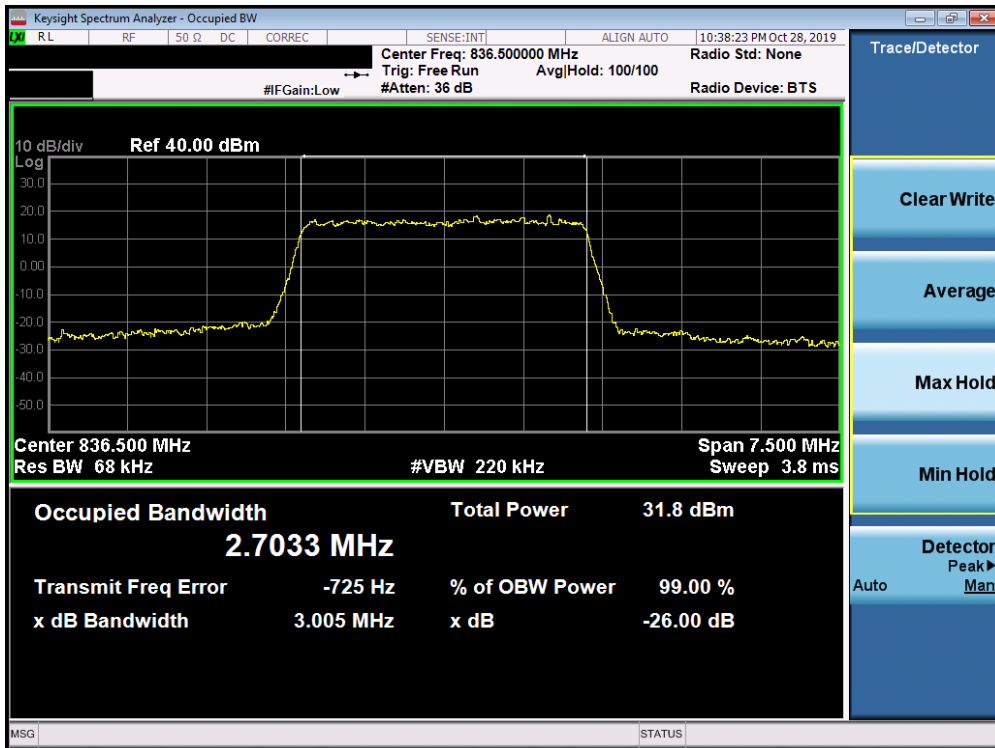 Keysight Spectrum Analyzer - Occupied BW
LXI RL RF 50 Ω DC CORREC SENSE:INT ALIGN AUTO 10:38:23 PM Oct 28, 2019
Center Freq: 836.500000 MHz Radio Std: None
Trig: Free Run Avg|Hold: 100/100
#IFGain:Low #Atten: 36 dB Radio Device: BTS
Trace/Detector
10 dB/div Ref 40.00 dBm
Log
30.0
20.0
10.0
0.00
-10.0
-20.0
-30.0
-40.0
-50.0
Center 836.500 MHz Span 7.500 MHz
Res BW 68 kHz #VBW 220 kHz Sweep 3.8 ms
Occupied Bandwidth Total Power 31.8 dBm
2.7033 MHz
Transmit Freq Error -725 Hz % of OBW Power 99.00 %
x dB Bandwidth 3.005 MHz x dB -26.00 dB
Clear Write
Average
Max Hold
Min Hold
Detector
Peak▶
Auto Man
MSG STATUS